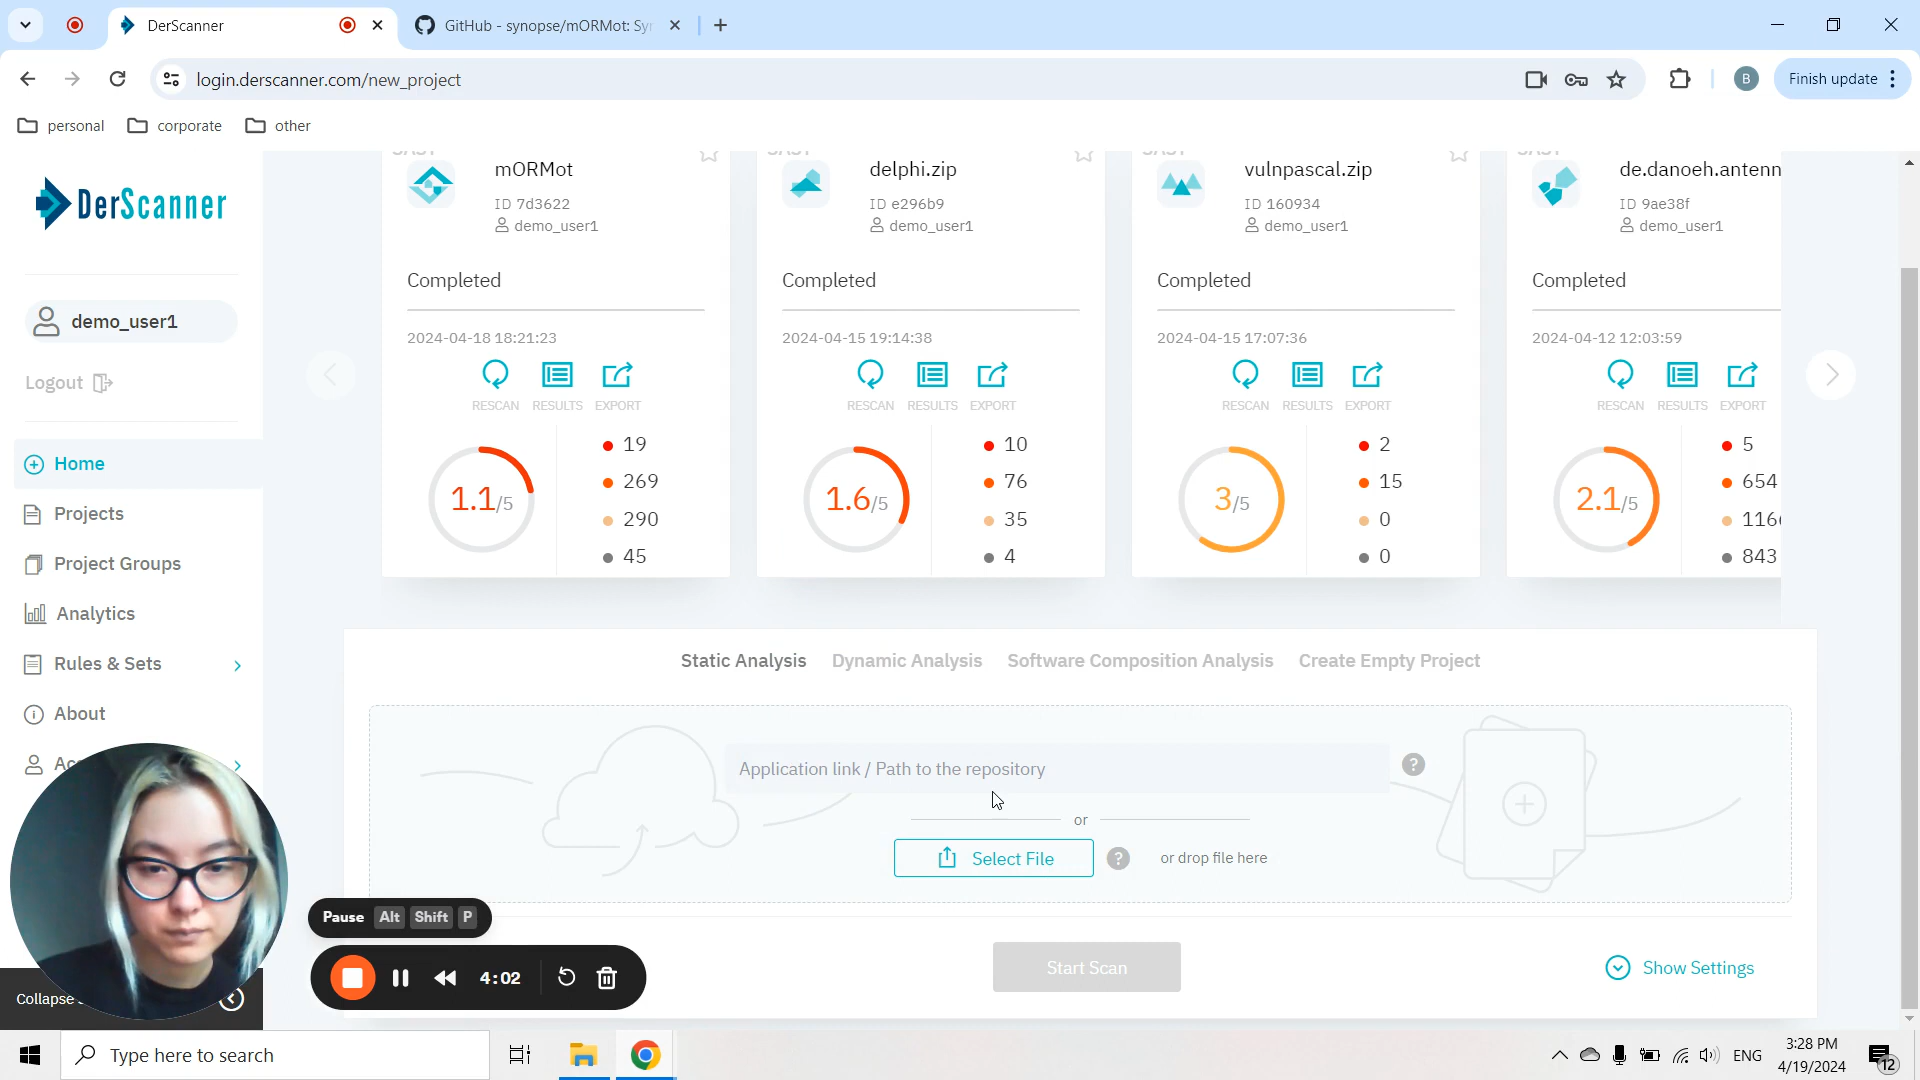 DerScanner
GitHub - synopse/mORMot: Syn
login.derscanner.com/new_project
B
Finish update
personal
corporate
other
DerScanner
demo_user1
Logout
Home
Projects
Project Groups
Analytics
Rules & Sets
About
Ac
Collapse
SAST
mORMot
ID 7d3622
demo_user1
Completed
2024-04-18 18:21:23
RESCAN
RESULTS
EXPORT
1.1/5
19
269
290
45
SAST
delphi.zip
ID e296b9
demo_user1
Completed
2024-04-15 19:14:38
RESCAN
RESULTS
EXPORT
1.6/5
10
76
35
4
SAST
vulnpascal.zip
ID 160934
demo_user1
Completed
2024-04-15 17:07:36
RESCAN
RESULTS
EXPORT
3/5
2
15
0
0
SAST
de.danoeh.antenn
ID 9ae38f
demo_user1
Completed
2024-04-12 12:03:59
RESCAN
RESULTS
EXPORT
2.1/5
5
654
116
843
Static Analysis
Dynamic Analysis
Software Composition Analysis
Create Empty Project
Application link / Path to the repository
?
or
Select File
?
or drop file here
Start Scan
Show Settings
Pause Alt Shift P
4:02
Type here to search
ENG
3:28 PM
4/19/2024
12